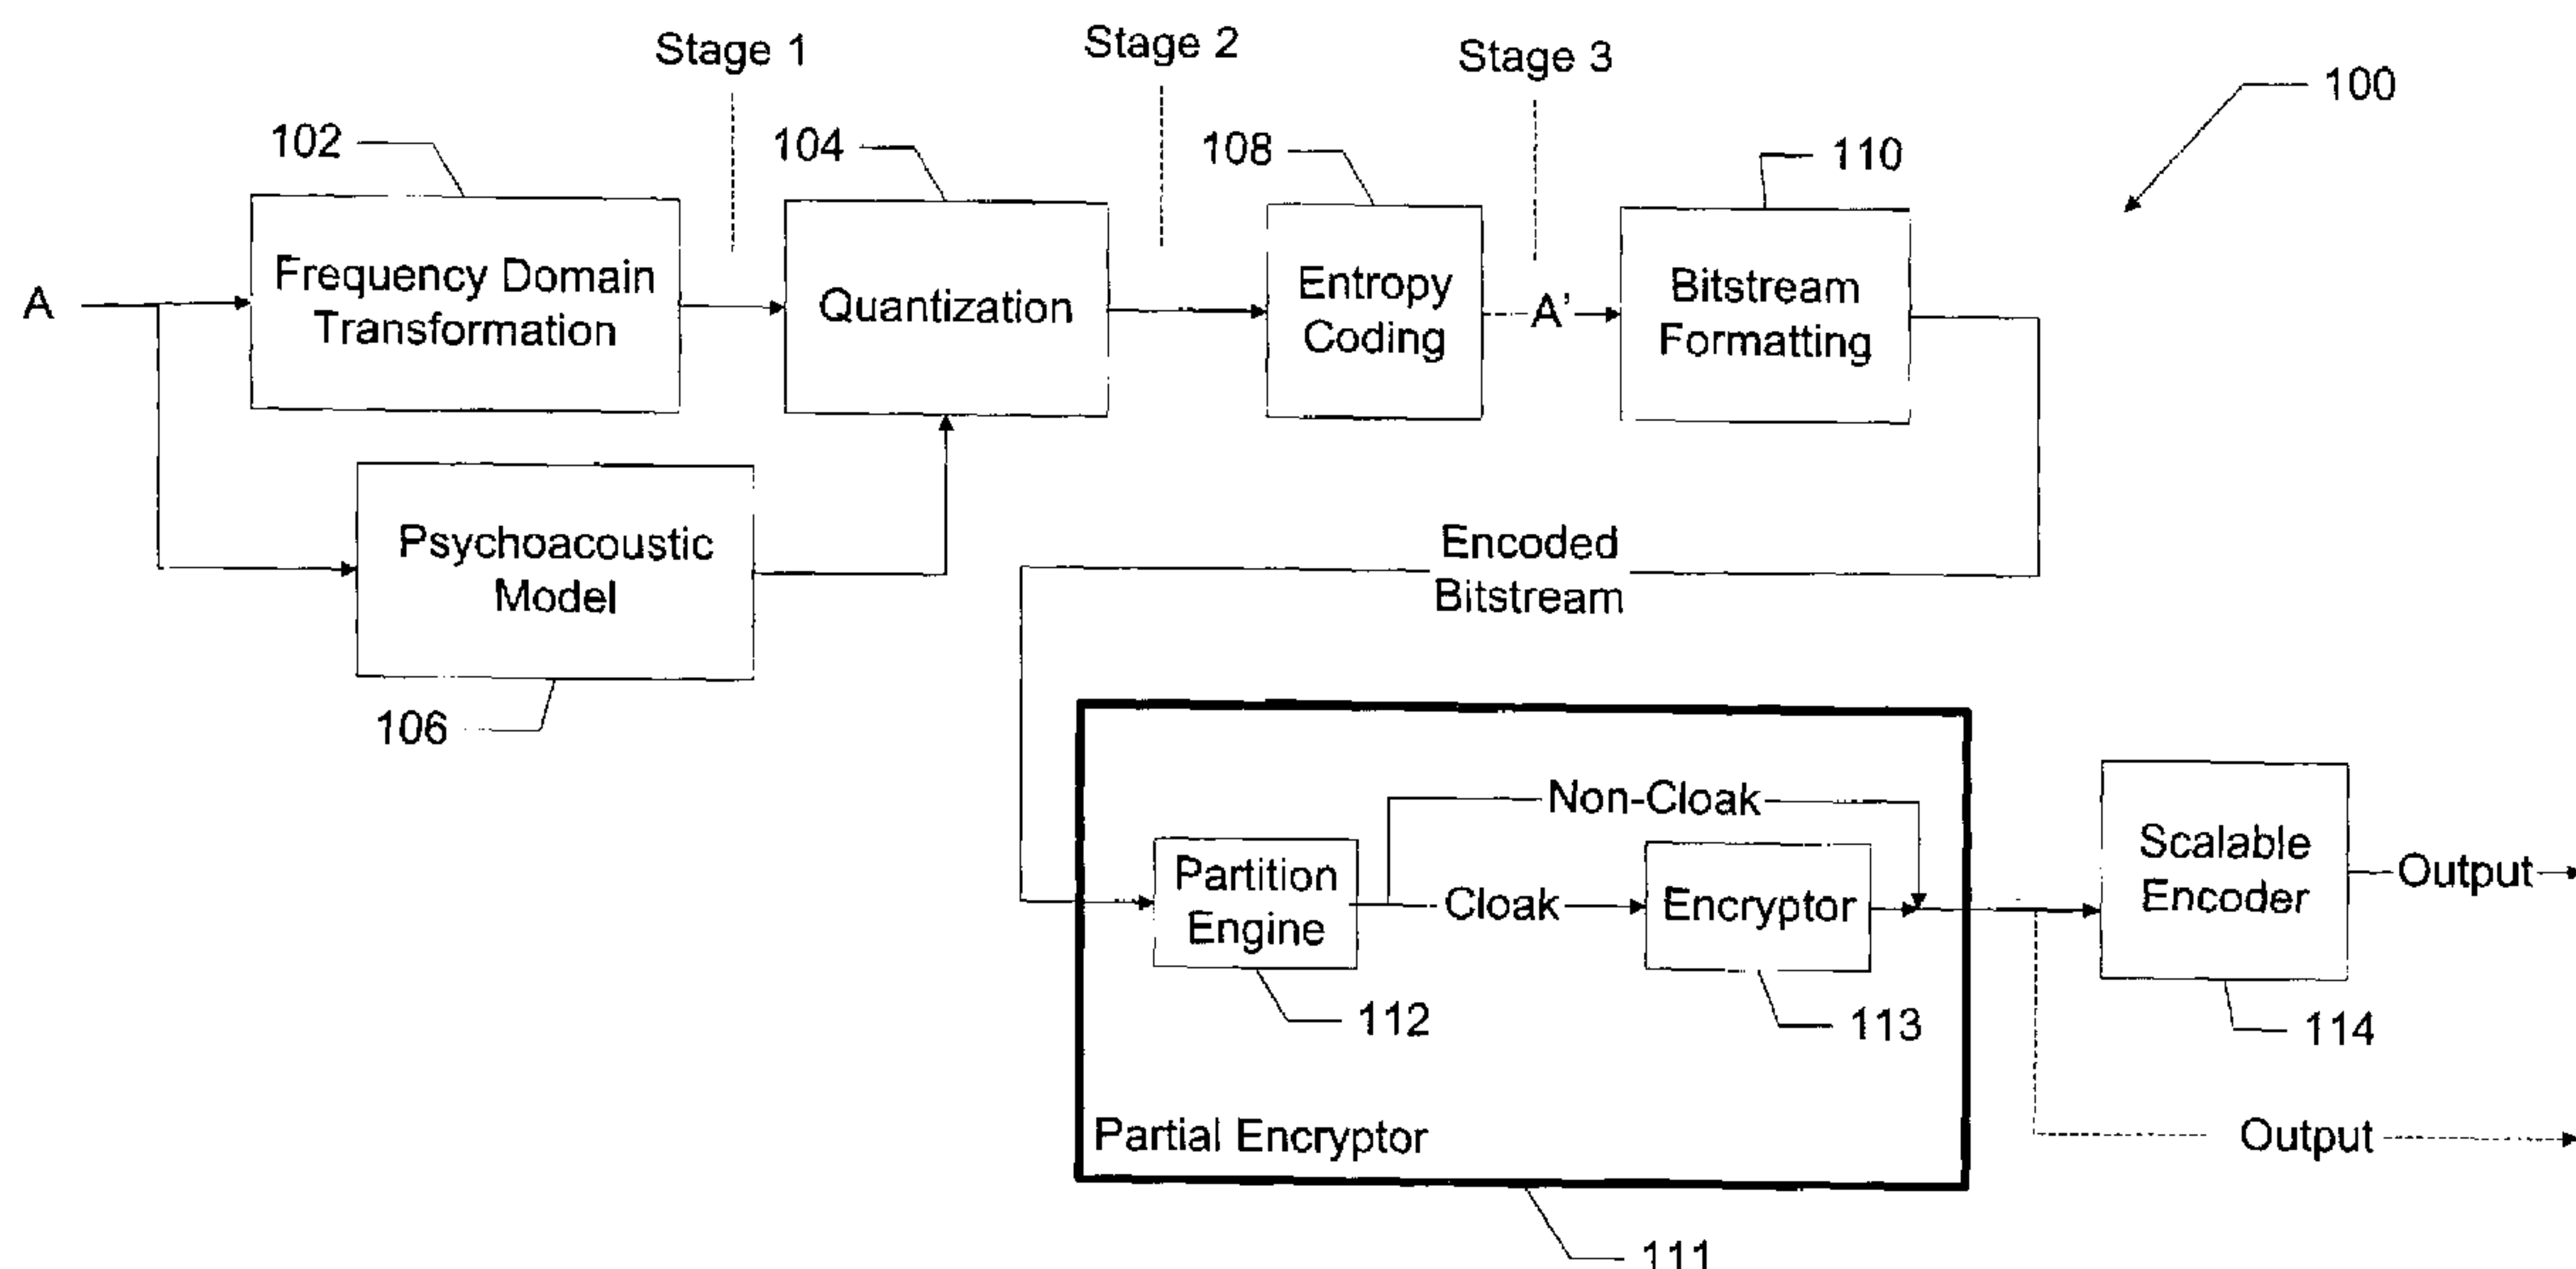 Stage 1
Stage 2
Stage 3
100
102
104
108
110
A
Frequency Domain
Transformation
Quantization
Entropy
Coding
A'
Bitstream
Formatting
Psychoacoustic
Model
106
Encoded
Bitstream
Non-Cloak
Partition
Engine
Cloak
Encryptor
Scalable
Encoder
Output
112
113
114
Partial Encryptor
Output
111